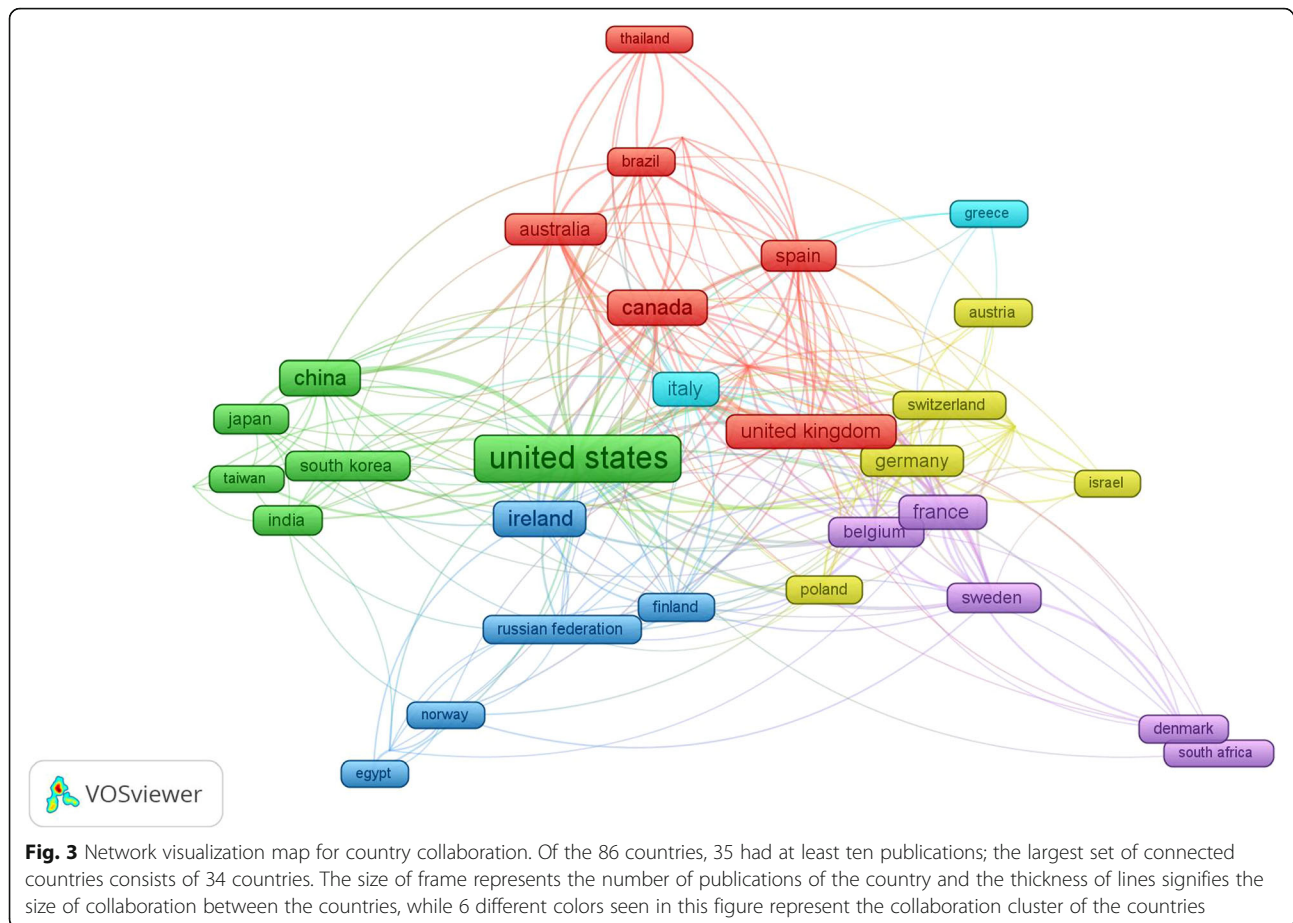 thailand
brazil
greece
australia
spain
canada
austria
china
italy
switzerland
japan
united kingdom
united states
germany
south korea
taiwan
israel
india
ireland
france
belgium
poland
sweden
finland
russian federation
norway
denmark
south africa
egypt
VOSviewer
Fig. 3 Network visualization map for country collaboration. Of the 86 countries, 35 had at least ten publications; the largest set of connected
countries consists of 34 countries. The size of frame represents the number of publications of the country and the thickness of lines signifies the
size of collaboration between the countries, while 6 different colors seen in this figure represent the collaboration cluster of the countries